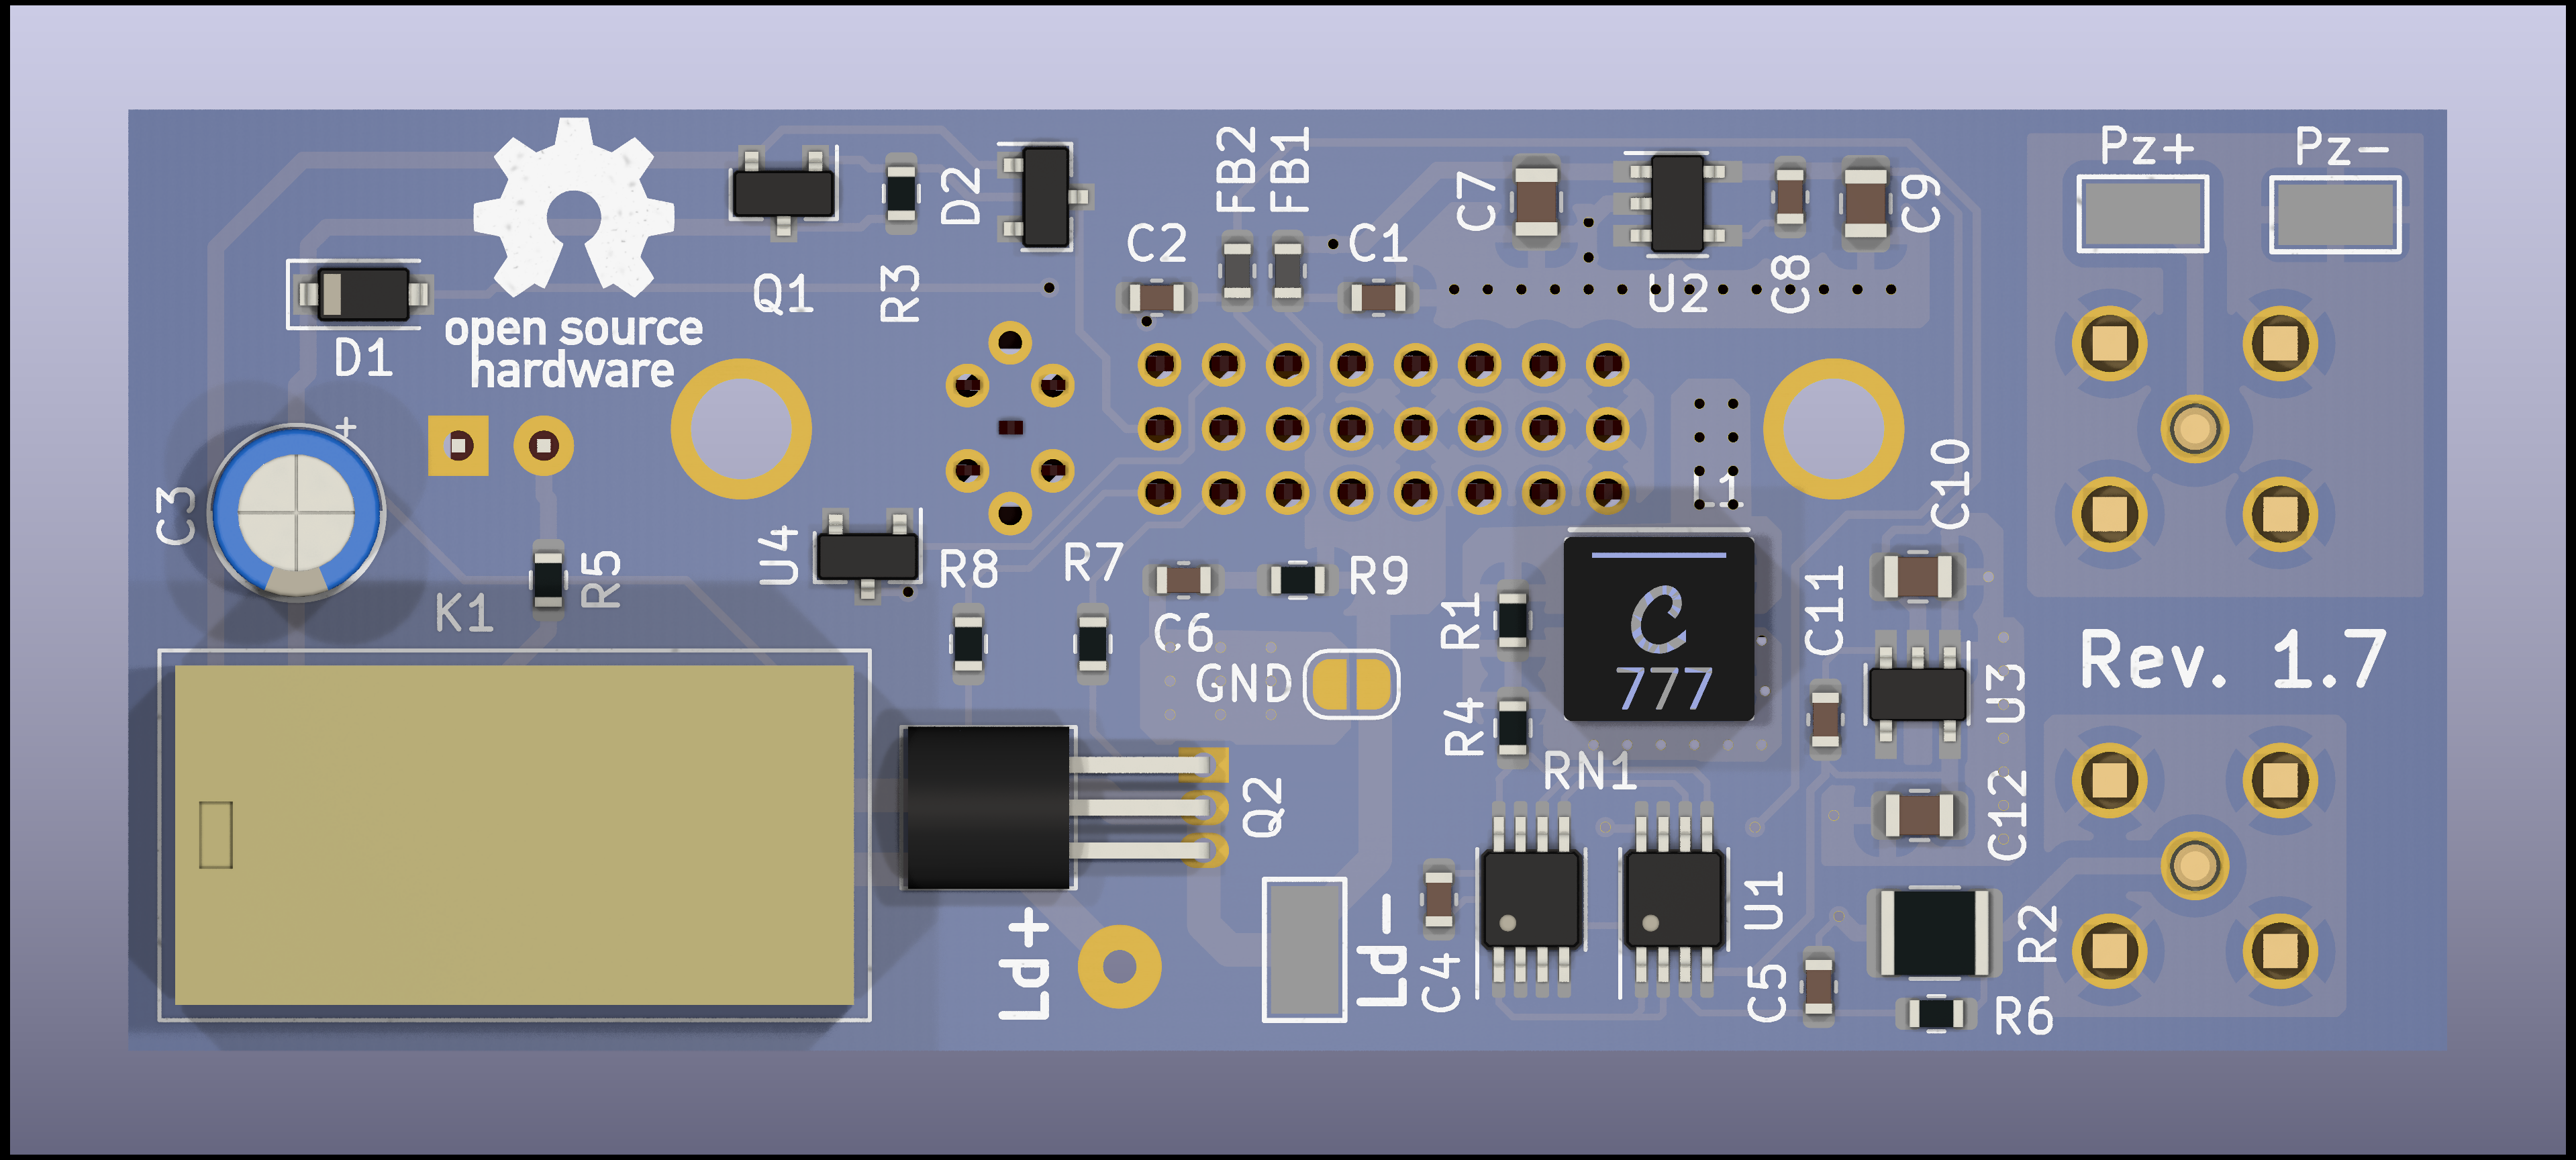 Pz+
Pz-
FB2
FB1
D2
C7
C9
C2
C1
Q1
R3
U2
C8
open source
hardware
D1
+
C10
C3
U4
R8
R7
R5
R9
K1
C6
R1
C11
C
777
GND
R4
U3
Rev. 1.7
RN1
Q2
C12
Ld+
Ld-
C4
U1
C5
R2
R6